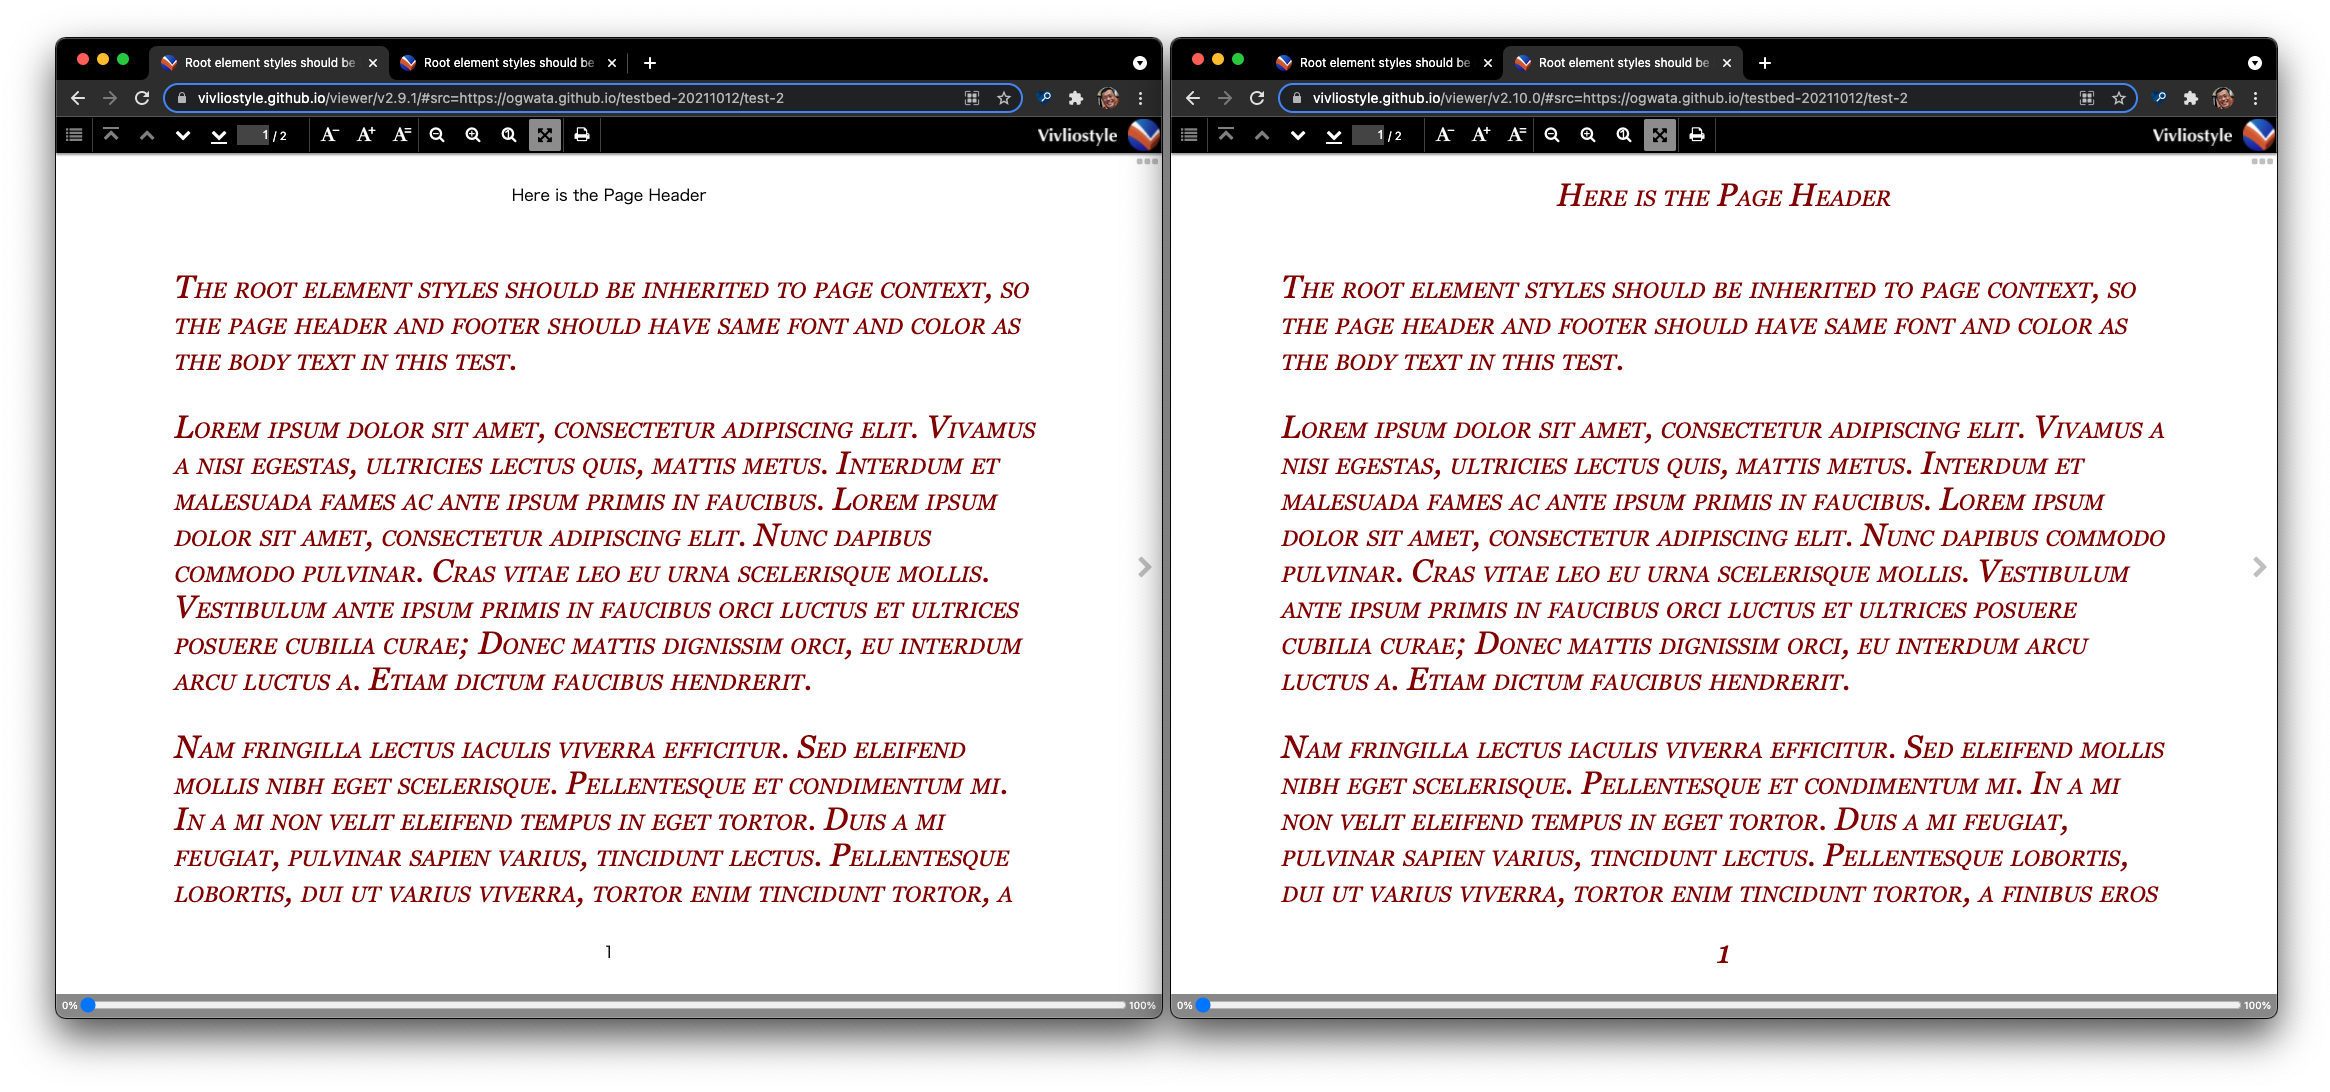 Root element styles should be
Root element styles should be
vivliostyle.github.io/viewer/v2.9.1/#src=https://ogwata.github.io/testbed-20211012/test-2
1 / 2
A− A+ A=
Vivliostyle
Here is the Page Header
The root element styles should be inherited to page context, so
the page header and footer should have same font and color as
the body text in this test.
Lorem ipsum dolor sit amet, consectetur adipiscing elit. Vivamus
a nisi egestas, ultricies lectus quis, mattis metus. Interdum et
malesuada fames ac ante ipsum primis in faucibus. Lorem ipsum
dolor sit amet, consectetur adipiscing elit. Nunc dapibus
commodo pulvinar. Cras vitae leo eu urna scelerisque mollis.
Vestibulum ante ipsum primis in faucibus orci luctus et ultrices
posuere cubilia curae; Donec mattis dignissim orci, eu interdum
arcu luctus a. Etiam dictum faucibus hendrerit.
Nam fringilla lectus iaculis viverra efficitur. Sed eleifend
mollis nibh eget scelerisque. Pellentesque et condimentum mi.
In a mi non velit eleifend tempus in eget tortor. Duis a mi
feugiat, pulvinar sapien varius, tincidunt lectus. Pellentesque
lobortis, dui ut varius viverra, tortor enim tincidunt tortor, a
1
0% 100%
Root element styles should be
Root element styles should be
vivliostyle.github.io/viewer/v2.10.0/#src=https://ogwata.github.io/testbed-20211012/test-2
1 / 2
A− A+ A=
Vivliostyle
Here is the Page Header
The root element styles should be inherited to page context, so
the page header and footer should have same font and color as
the body text in this test.
Lorem ipsum dolor sit amet, consectetur adipiscing elit. Vivamus a
nisi egestas, ultricies lectus quis, mattis metus. Interdum et
malesuada fames ac ante ipsum primis in faucibus. Lorem ipsum
dolor sit amet, consectetur adipiscing elit. Nunc dapibus commodo
pulvinar. Cras vitae leo eu urna scelerisque mollis. Vestibulum
ante ipsum primis in faucibus orci luctus et ultrices posuere
cubilia curae; Donec mattis dignissim orci, eu interdum arcu
luctus a. Etiam dictum faucibus hendrerit.
Nam fringilla lectus iaculis viverra efficitur. Sed eleifend mollis
nibh eget scelerisque. Pellentesque et condimentum mi. In a mi
non velit eleifend tempus in eget tortor. Duis a mi feugiat,
pulvinar sapien varius, tincidunt lectus. Pellentesque lobortis,
dui ut varius viverra, tortor enim tincidunt tortor, a finibus eros
1
0% 100%